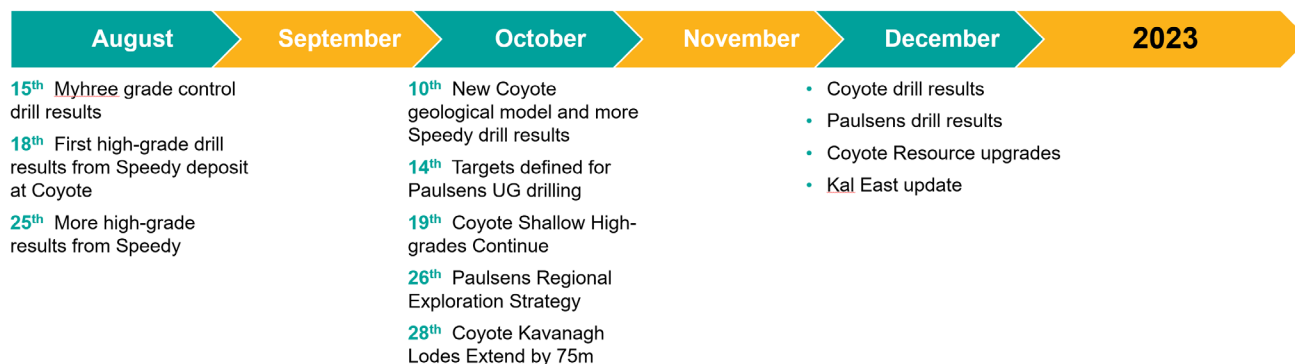 August
September
October
November
December
2023
15th Myhree grade control
drill results
18th First high-grade drill
results from Speedy deposit
at Coyote
25th More high-grade
results from Speedy
10th New Coyote
geological model and more
Speedy drill results
14th Targets defined for
Paulsens UG drilling
19th Coyote Shallow High-
grades Continue
26th Paulsens Regional
Exploration Strategy
28th Coyote Kavanagh
Lodes Extend by 75m
• Coyote drill results
• Paulsens drill results
• Coyote Resource upgrades
• Kal East update